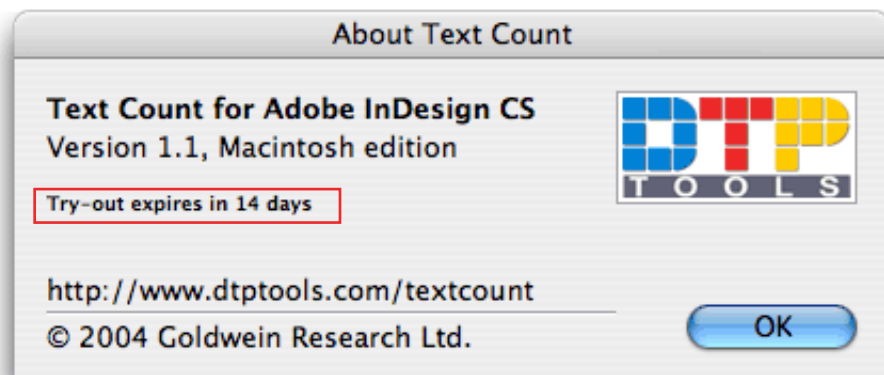 About Text Count
Text Count for Adobe InDesign CS
Version 1.1, Macintosh edition
DTP
TOOLS
Try-out expires in 14 days
http://www.dtptools.com/textcount
© 2004 Goldwein Research Ltd.
OK